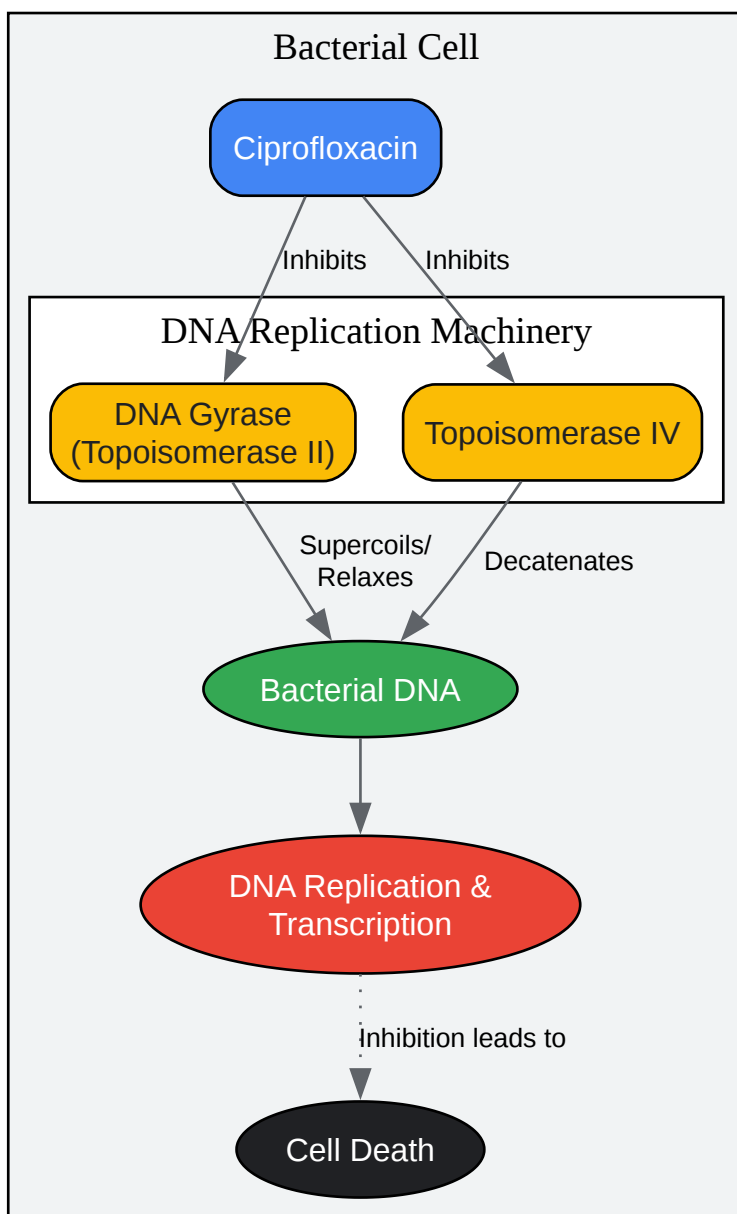 Bacterial Cell
Ciprofloxacin
Inhibits
Inhibits
DNA Replication Machinery
DNA Gyrase
(Topoisomerase II)
Topoisomerase IV
Supercoils/
Relaxes
Decatenates
Bacterial DNA
DNA Replication &
Transcription
Inhibition leads to
Cell Death